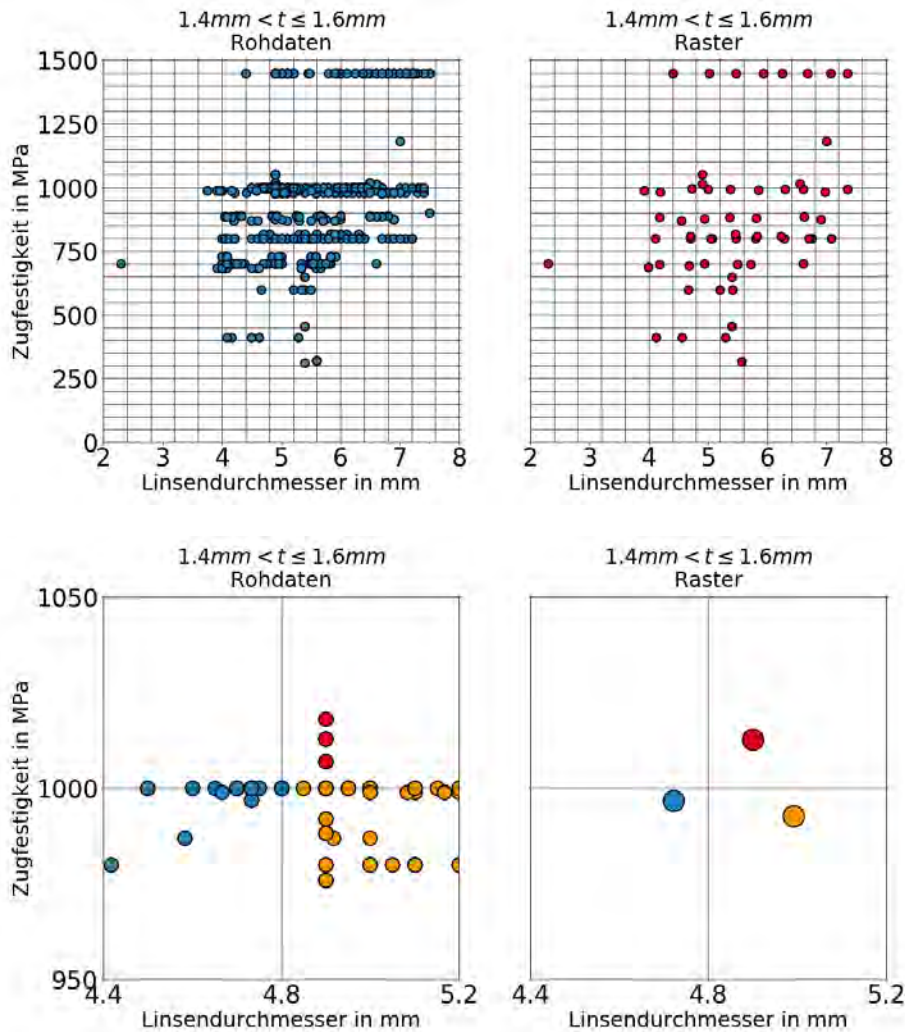 1.4mm < t ≤ 1.6mm
Rohdaten
Zugfestigkeit in MPa
1500
1250
1000
750
500
250
0
2 3 4 5 6 7 8
Linsendurchmesser in mm
1.4mm < t ≤ 1.6mm
Raster
2 3 4 5 6 7 8
Linsendurchmesser in mm
1.4mm < t ≤ 1.6mm
Rohdaten
Zugfestigkeit in MPa
1050
1000
950
4.4 4.8 5.2
Linsendurchmesser in mm
1.4mm < t ≤ 1.6mm
Raster
4.4 4.8 5.2
Linsendurchmesser in mm